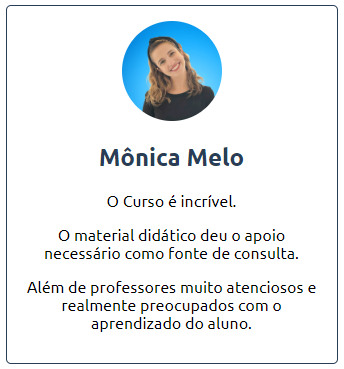 Mônica Melo
O Curso é incrível.
O material didático deu o apoio
necessário como fonte de consulta.
Além de professores muito atenciosos e
realmente preocupados com o
aprendizado do aluno.